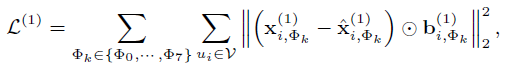 $\mathcal{L}^{(1)} = \sum_{\Phi_k \in \{\Phi_0, \cdots, \Phi_7\}} \sum_{u_i \in \mathcal{V}} \left\| \left( \mathbf{x}_{i,\Phi_k}^{(1)} - \hat{\mathbf{x}}_{i,\Phi_k}^{(1)} \right) \odot \mathbf{b}_{i,\Phi_k}^{(1)} \right\|_2^2 ,$